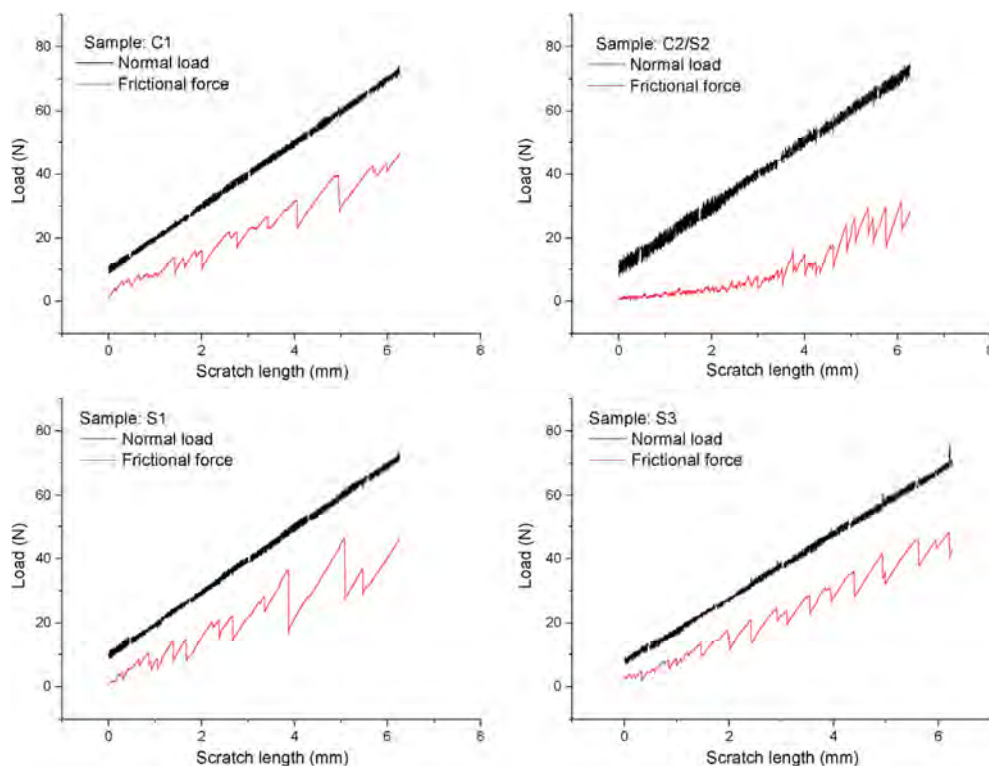 Sample: C1
Normal load
Frictional force
Load (N)
80
60
40
20
0
0 2 4 6 8
Scratch length (mm)
Sample: C2/S2
Normal load
Frictional force
Load (N)
80
60
40
20
0
0 2 4 6 8
Scratch length (mm)
Sample: S1
Normal load
Frictional force
Load (N)
80
60
40
20
0
0 2 4 6 8
Scratch length (mm)
Sample: S3
Normal load
Frictional force
Load (N)
80
60
40
20
0
0 2 4 6
Scratch length (mm)